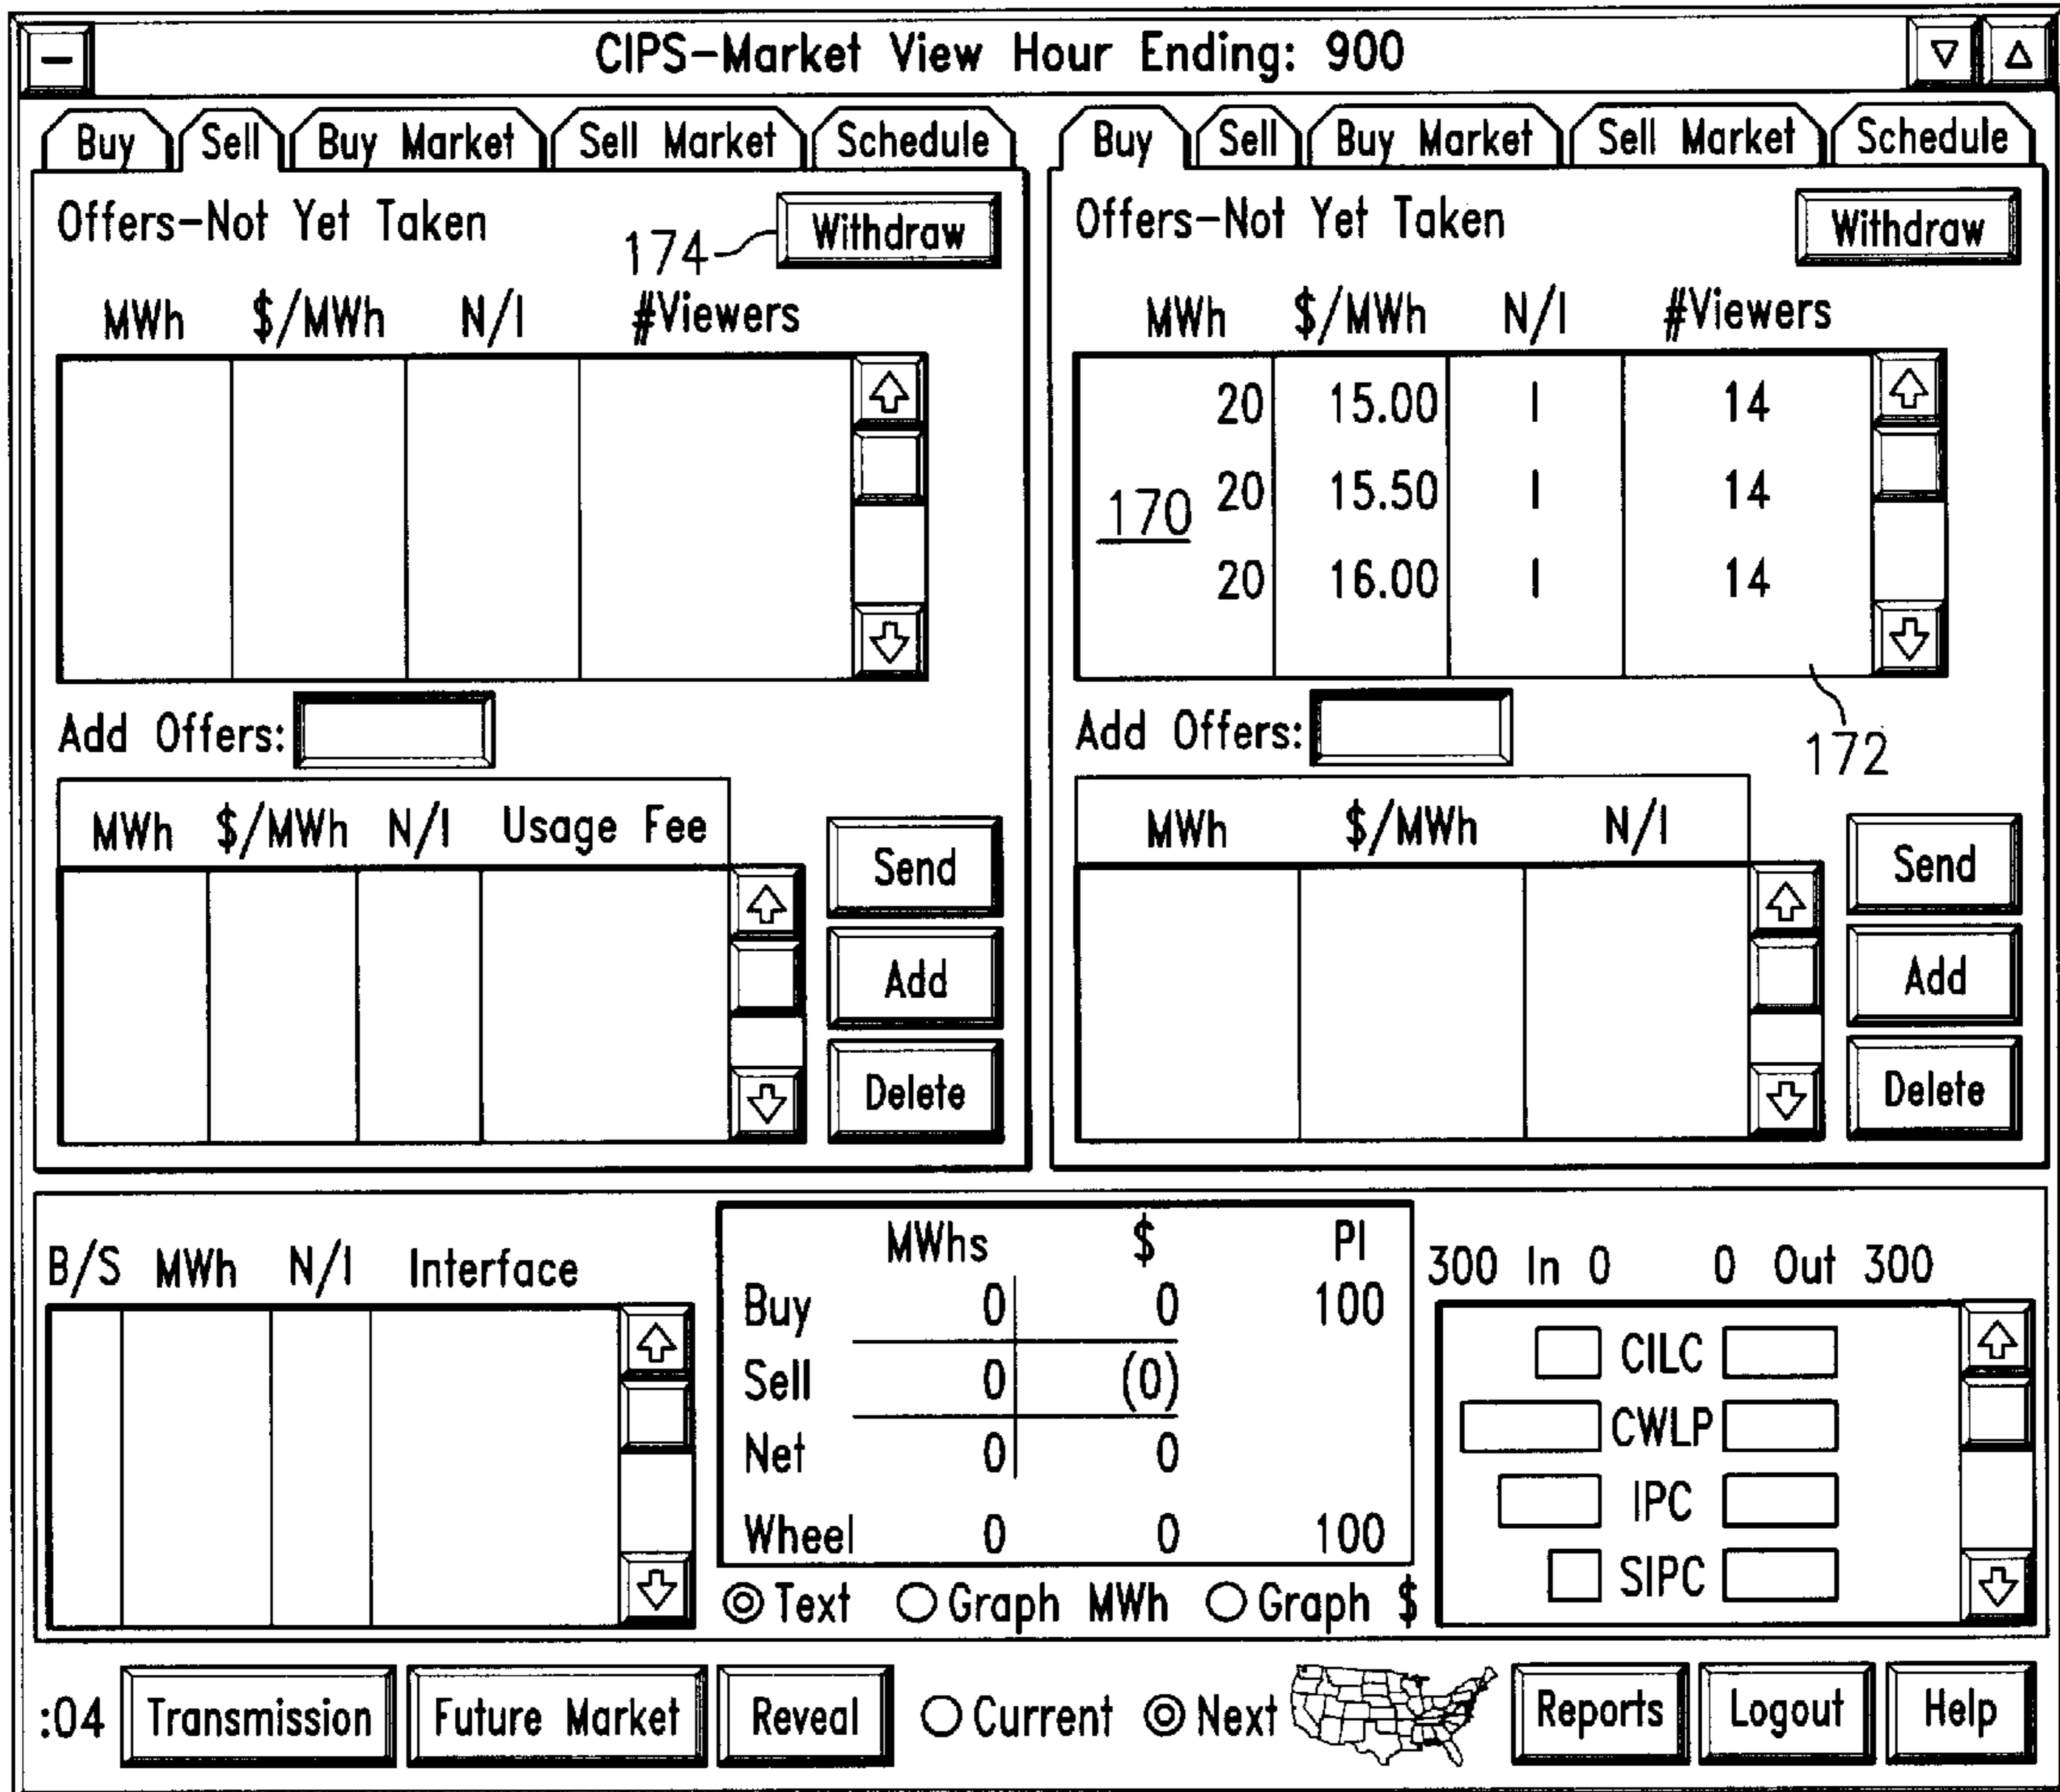 CIPS-Market View Hour Ending: 900
Buy Sell Buy Market Sell Market Schedule
Offers-Not Yet Taken
174 Withdraw
MWh $/MWh N/I #Viewers
Add Offers:
MWh $/MWh N/I Usage Fee
Send
Add
Delete
Buy Sell Buy Market Sell Market Schedule
Offers-Not Yet Taken Withdraw
MWh $/MWh N/I #Viewers
20 15.00 I 14
170 20 15.50 I 14
20 16.00 I 14
172
Add Offers:
MWh $/MWh N/I
Send
Add
Delete
B/S MWh N/I Interface
MWhs $ PI
Buy 0 0 100
Sell 0 (0)
Net 0 0
Wheel 0 0 100
Text Graph MWh Graph $
300 In 0 0 Out 300
CILC
CWLP
IPC
SIPC
:04 Transmission Future Market Reveal Current Next Reports Logout Help